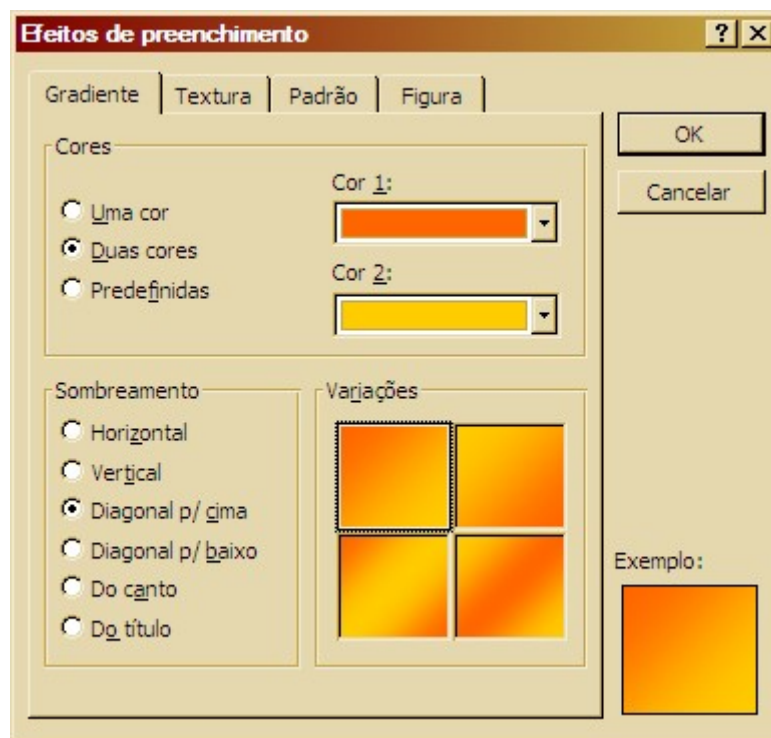 Efeitos de preenchimento
Gradiente Textura Padrão Figura
OK
Cancelar
Cores
Uma cor
Duas cores
Predefinidas
Cor 1:
Cor 2:
Sombreamento
Horizontal
Vertical
Diagonal p/ cima
Diagonal p/ baixo
Do canto
Do título
Variações
Exemplo: